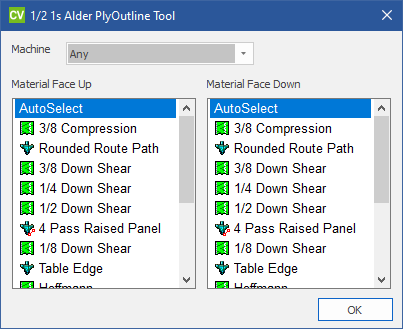 CV 1/2 1s Alder PlyOutline Tool
Machine Any
Material Face Up
AutoSelect
3/8 Compression
Rounded Route Path
3/8 Down Shear
1/4 Down Shear
1/2 Down Shear
4 Pass Raised Panel
1/8 Down Shear
Table Edge
Hoffmann
Material Face Down
AutoSelect
3/8 Compression
Rounded Route Path
3/8 Down Shear
1/4 Down Shear
1/2 Down Shear
4 Pass Raised Panel
1/8 Down Shear
Table Edge
Hoffmann
OK